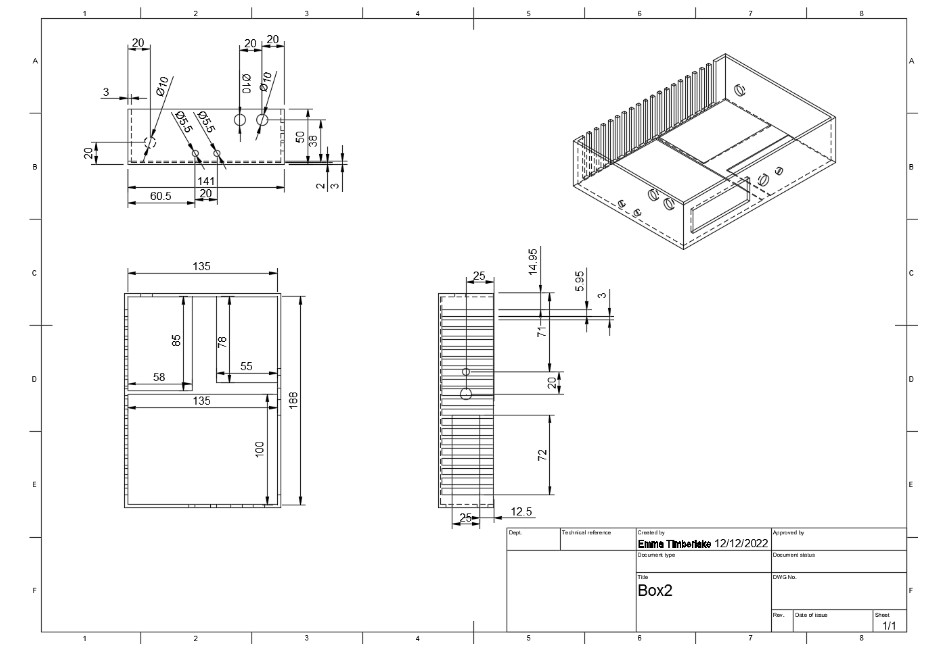 1 2 3 4 5 6 7 8
A A
20 20 20
3 Ø10 Ø10 Ø10
Ø5.5 Ø5.5
20 50 38
B B
141
60.5 20 2 3
C C
135 25 14.95 5.95 3
85 78 71
58 55 20
D D
135 188
100 72
E E
25 12.5
Dept. Technical reference Created by Approved by
Emma Timberlake 12/12/2022
Document type Document status
Title DWG No.
Box2
F F
Rev. Date of issue Sheet
1/1
1 2 3 4 5 6 7 8